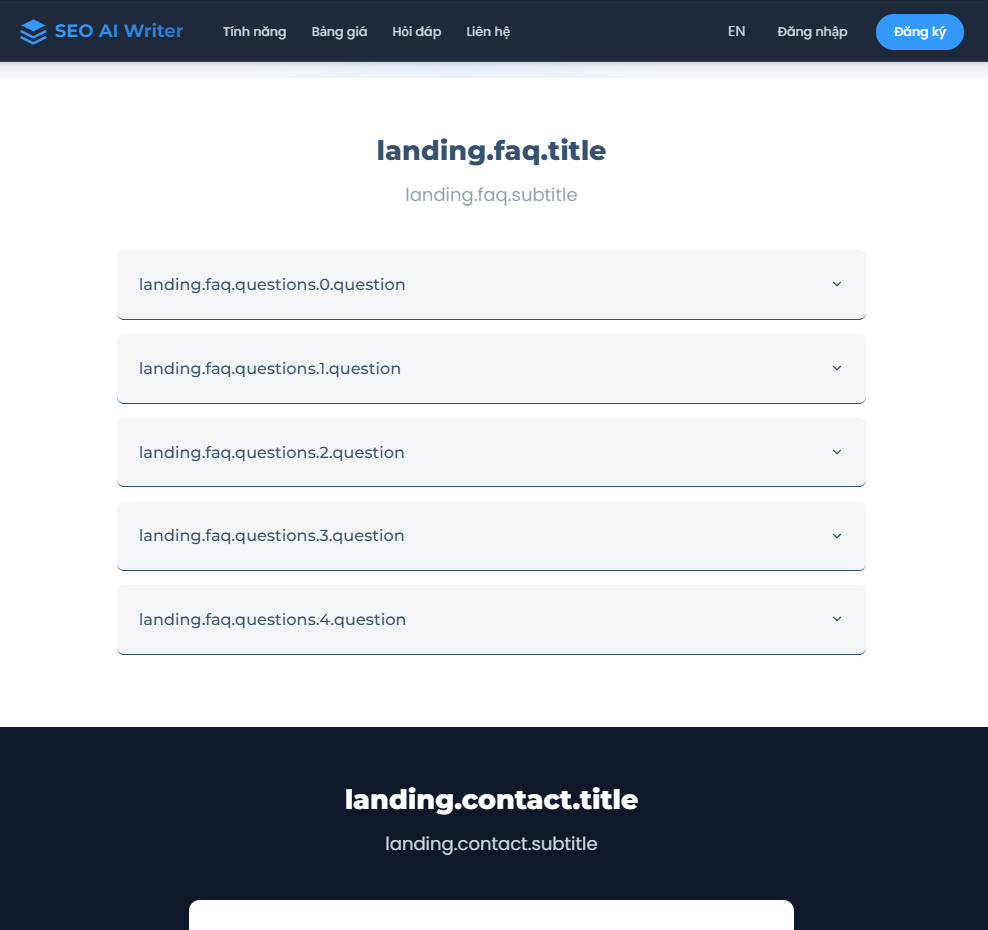 SEO AI Writer
Tính năng
Bảng giá
Hỏi đáp
Liên hệ
EN
Đăng nhập
Đăng ký
landing.faq.title
landing.faq.subtitle
landing.faq.questions.0.question
landing.faq.questions.1.question
landing.faq.questions.2.question
landing.faq.questions.3.question
landing.faq.questions.4.question
landing.contact.title
landing.contact.subtitle